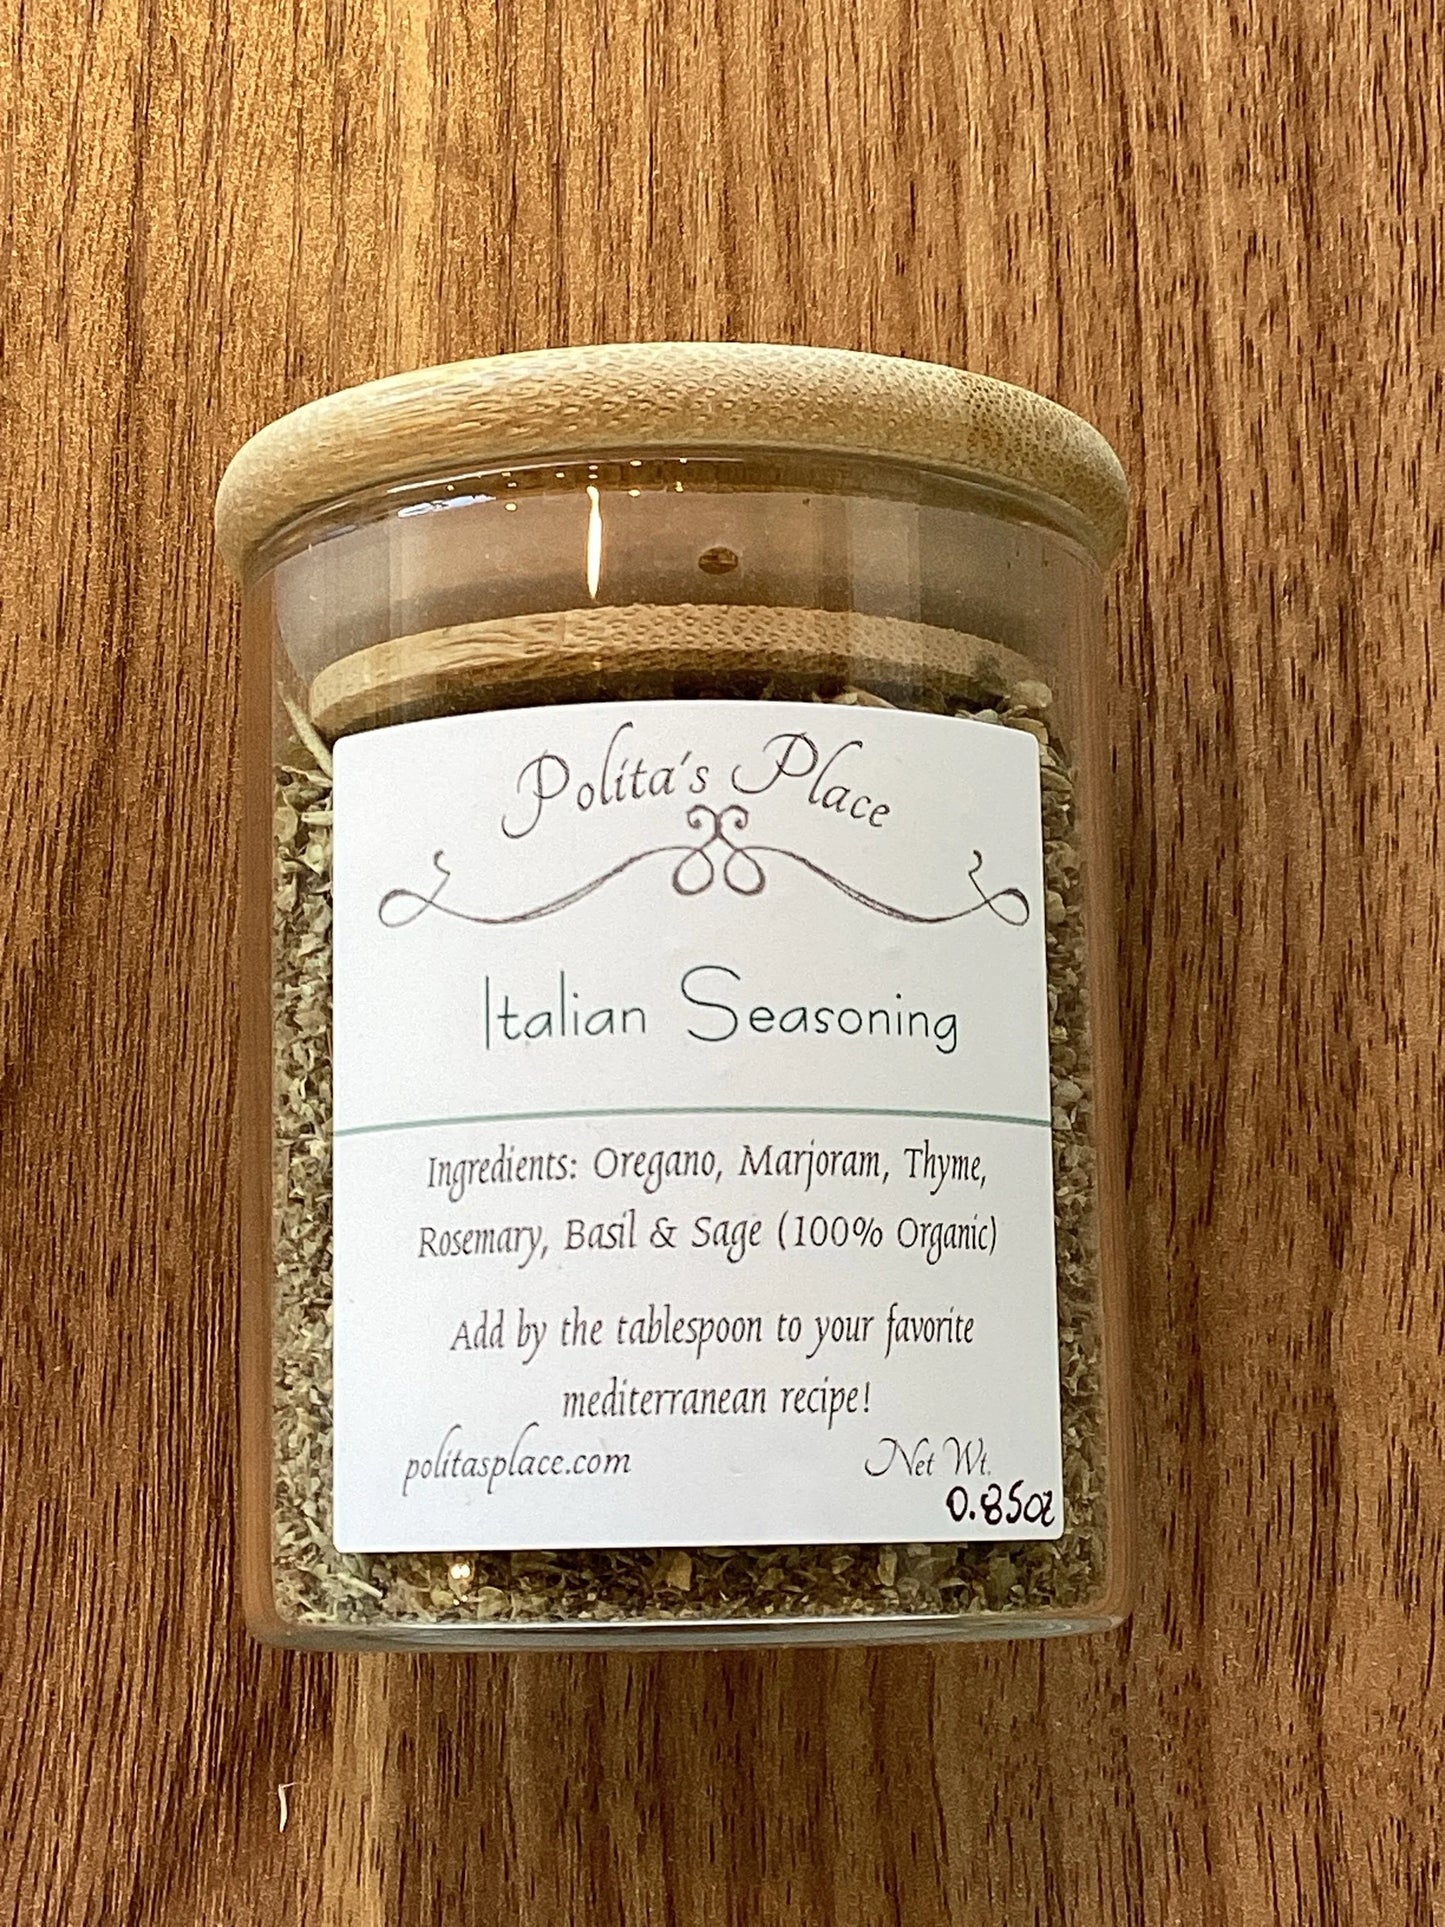 Polita's Place
Italian Seasoning
Ingredients: Oregano, Marjoram, Thyme,
Rosemary, Basil & Sage (100% Organic)
Add by the tablespoon to your favorite
mediterranean recipe!
politasplace.com
Net Wt.
0.85oz